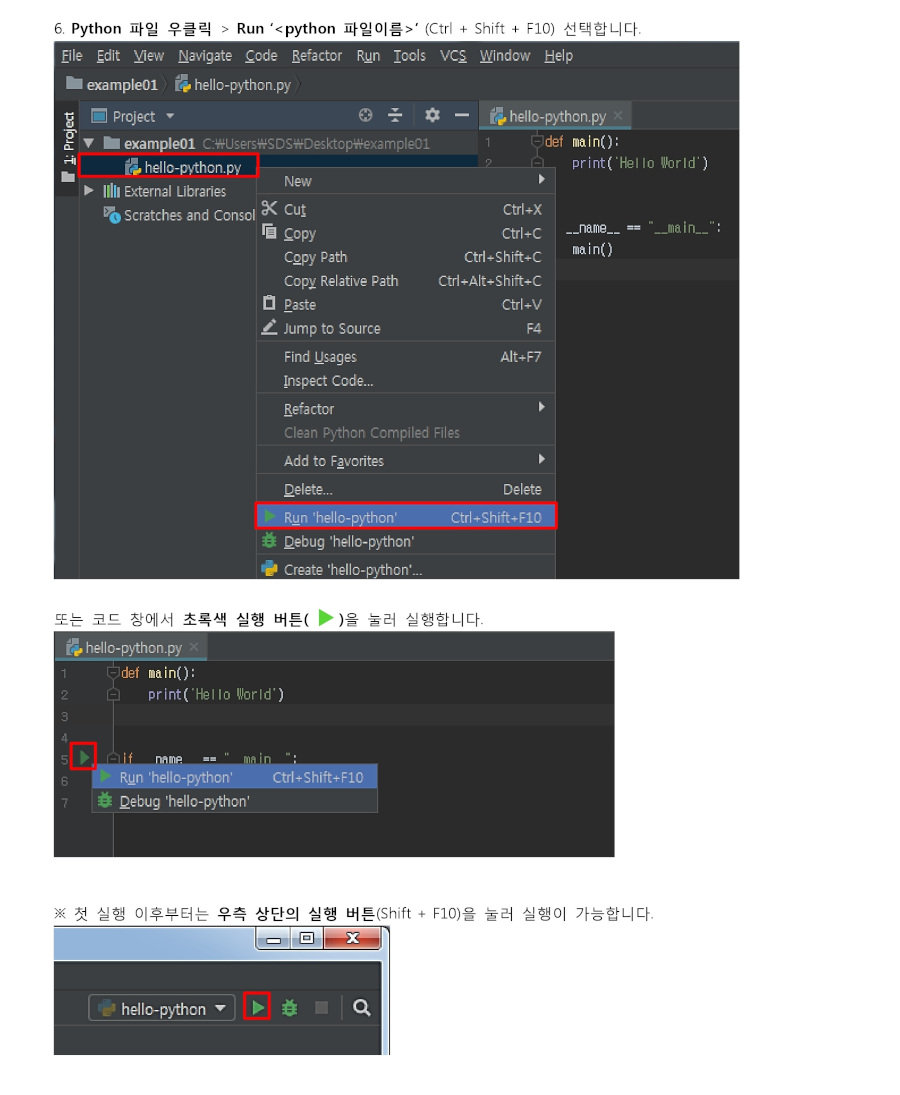 6. Python 파일 우클릭 > Run ‘<python 파일이름>’ (Ctrl + Shift + F10) 선택합니다.
File Edit View Navigate Code Refactor Run Tools VCS Window Help
example01 hello-python.py
1: Project
Project
hello-python.py ×
example01 C:₩Users₩SDS₩Desktop₩example01
1 def main():
hello-python.py
2 print('Hello World')
External Libraries
Scratches and Consol
__name__ == "__main__":
main()
New
Cut Ctrl+X
Copy Ctrl+C
Copy Path Ctrl+Shift+C
Copy Relative Path Ctrl+Alt+Shift+C
Paste Ctrl+V
Jump to Source F4
Find Usages Alt+F7
Inspect Code...
Refactor
Clean Python Compiled Files
Add to Favorites
Delete... Delete
Run 'hello-python' Ctrl+Shift+F10
Debug 'hello-python'
Create 'hello-python'...
또는 코드 창에서 초록색 실행 버튼( ▶ )을 눌러 실행합니다.
hello-python.py ×
1 def main():
2 print('Hello World')
3
4
5 if __name__ == "__main__":
6
7
Run 'hello-python' Ctrl+Shift+F10
Debug 'hello-python'
※ 첫 실행 이후부터는 우측 상단의 실행 버튼(Shift + F10)을 눌러 실행이 가능합니다.
hello-python